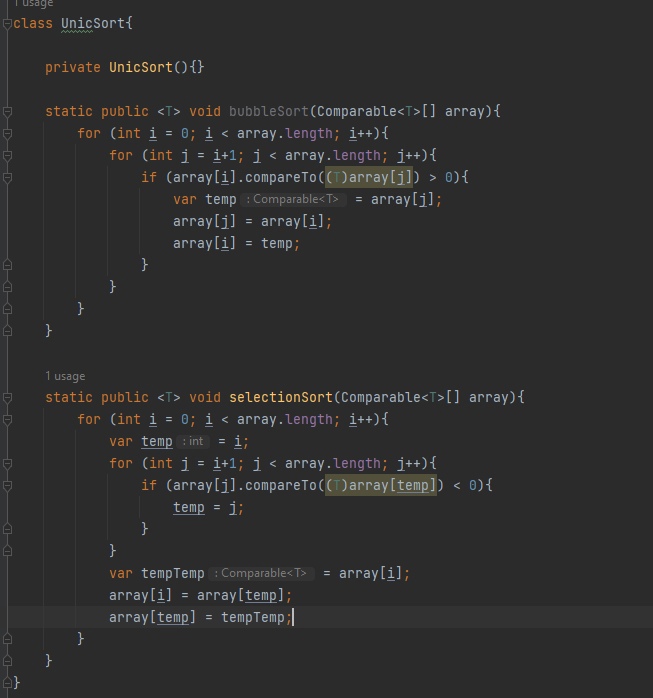 1 usage
class UnicSort{
private UnicSort(){}
static public <T> void bubbleSort(Comparable<T>[] array){
for (int i = 0; i < array.length; i++){
for (int j = i+1; j < array.length; j++){
if (array[i].compareTo((T)array[j]) > 0){
var temp : Comparable<T> = array[j];
array[j] = array[i];
array[i] = temp;
}
}
}
}
1 usage
static public <T> void selectionSort(Comparable<T>[] array){
for (int i = 0; i < array.length; i++){
var temp : int = i;
for (int j = i+1; j < array.length; j++){
if (array[j].compareTo((T)array[temp]) < 0){
temp = j;
}
}
var tempTemp : Comparable<T> = array[i];
array[i] = array[temp];
array[temp] = tempTemp;
}
}
}